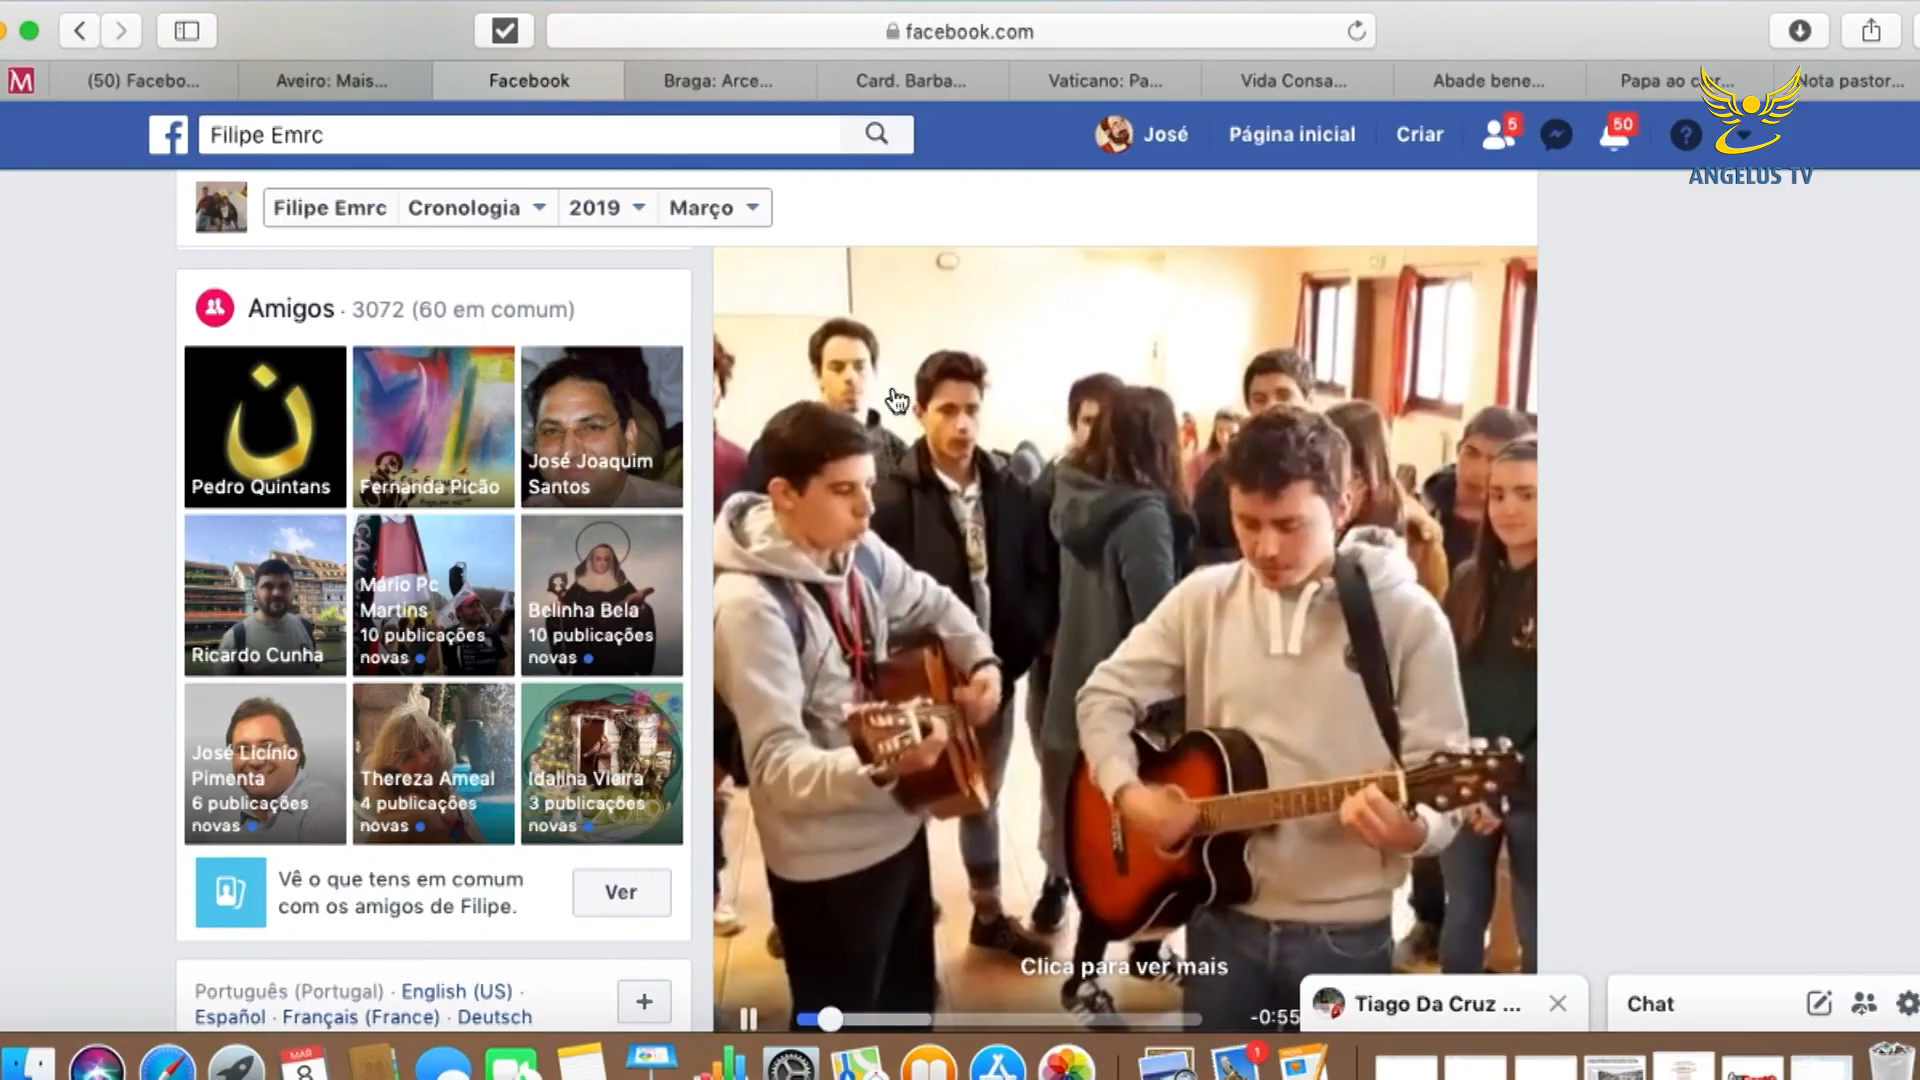 facebook.com
M
(50) Facebo...
Aveiro: Mais...
Facebook
Braga: Arce...
Card. Barba...
Vaticano: Pa...
Vida Consa...
Abade bene...
Nota pastor...
f
Filipe Emrc
José
Página inicial
Criar
5
50
?
ANGELUS TV
Filipe Emrc
Cronologia
2019
Março
Amigos · 3072 (60 em comum)
ن
Pedro Quintans
Fernanda Picão
José Joaquim
Santos
Ricardo Cunha
Mário Pc
Martins
10 publicações
novas
Belinha Bela
10 publicações
novas
José Licínio
Pimenta
6 publicações
novas
Thereza Ameal
4 publicações
novas
Idalina Vieira
3 publicações
novas
Vê o que tens em comum
com os amigos de Filipe.
Ver
Português (Portugal) · English (US) ·
Español · Français (France) · Deutsch
+
Clica para ver mais
-0:55
Tiago Da Cruz ...
Chat
MAR
8
1